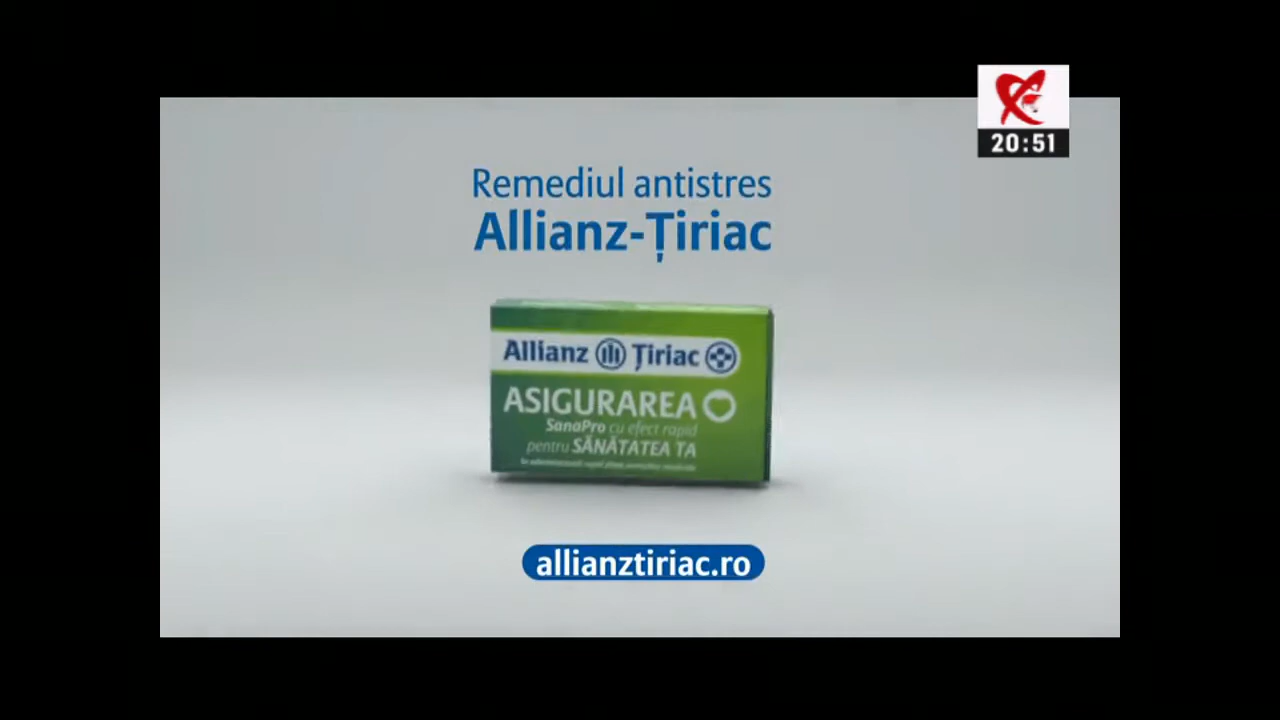 20:51
Remediul antistres
Allianz-Țiriac
Allianz Țiriac
ASIGURAREA
SanaPro cu efect rapid
pentru SĂNĂTATEA TA
allianztiriac.ro